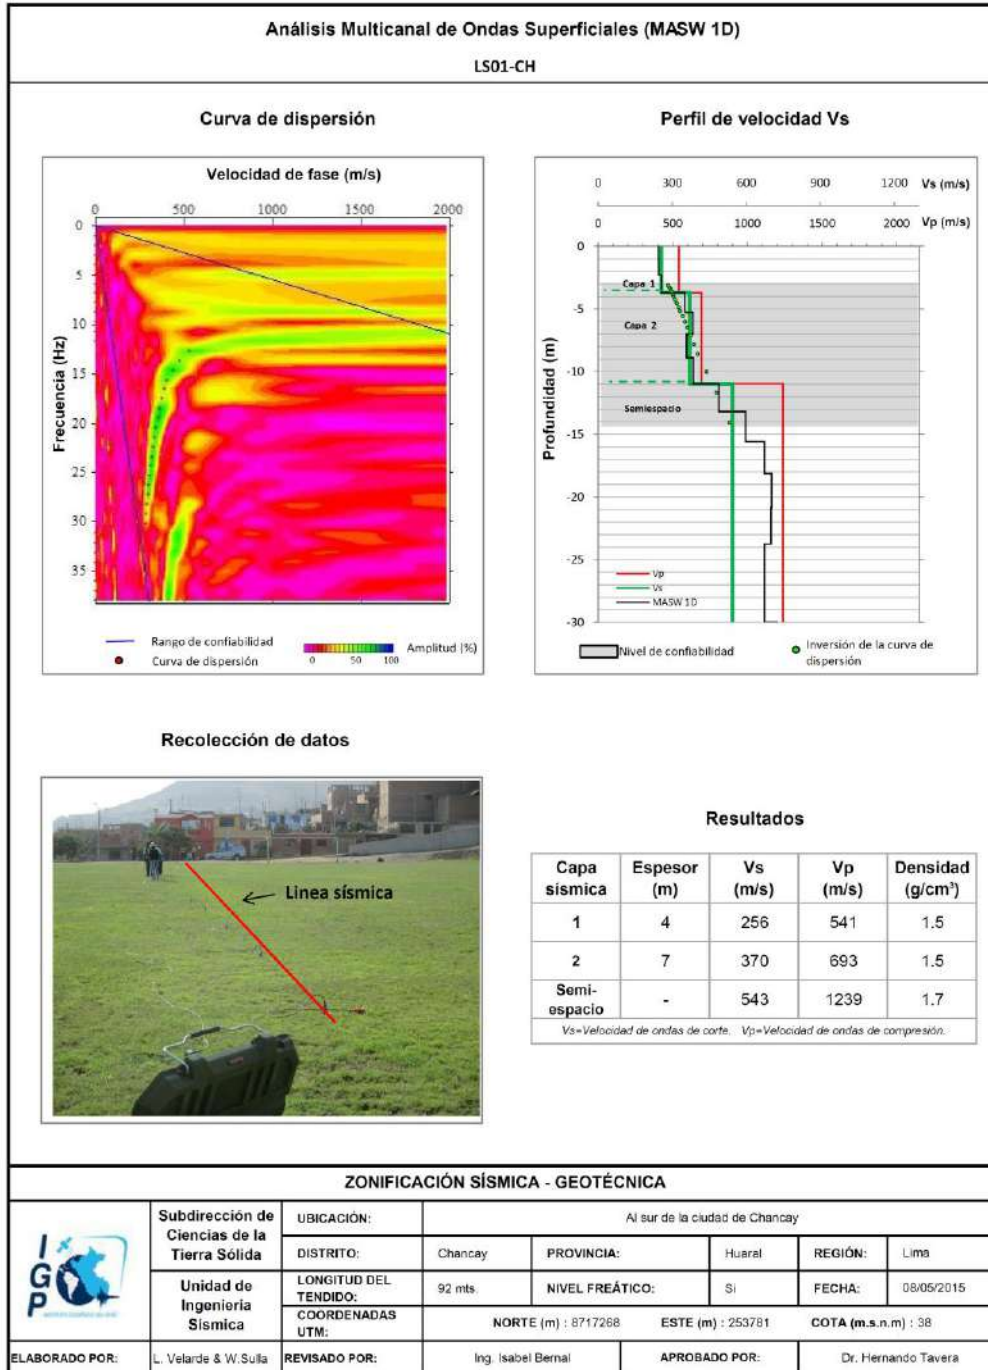 Análisis Multicanal de Ondas Superficiales (MASW 1D)
LS01-CH
Curva de dispersión
Velocidad de fase (m/s)
0 500 1000 1500 2000
Frecuencia (Hz)
0
5
10
15
20
25
30
35
Rango de confiabilidad
Curva de dispersión
0 50 100
Amplitud (%)
Perfil de velocidad Vs
0 300 600 900 1200 Vs (m/s)
0 500 1000 1500 2000 Vp (m/s)
Profundidad (m)
0
-5
-10
-15
-20
-25
-30
Capa 1
Capa 2
Semiespacio
Vp
Vs
MASW 1D
Nivel de confiabilidad
Inversión de la curva de
dispersión
Recolección de datos
Linea sísmica
Resultados
Capa sísmica Espesor (m) Vs (m/s) Vp (m/s) Densidad (g/cm³)
1 4 256 541 1.5
2 7 370 693 1.5
Semi-espacio - 543 1239 1.7
Vs=Velocidad de ondas de corte. Vp=Velocidad de ondas de compresión.
ZONIFICACIÓN SÍSMICA - GEOTÉCNICA
IGP
Subdirección de
Ciencias de la
Tierra Sólida
Unidad de
Ingenieria
Sísmica
UBICACIÓN: Al sur de la ciudad de Chancay
DISTRITO: Chancay PROVINCIA: Huaral REGIÓN: Lima
LONGITUD DEL TENDIDO: 92 mts. NIVEL FREÁTICO: Si FECHA: 08/05/2015
COORDENADAS UTM: NORTE (m) : 8717268 ESTE (m) : 253781 COTA (m.s.n.m) : 38
ELABORADO POR: L. Velarde & W.Sulla REVISADO POR: Ing. Isabel Bernal APROBADO POR: Dr. Hernando Tavera